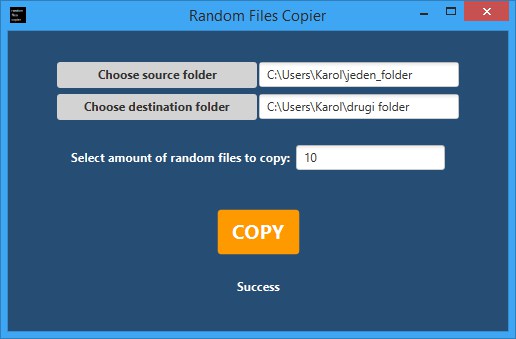 Random Files Copier
Choose source folder C:\Users\Karol\jeden_folder
Choose destination folder C:\Users\Karol\drugi folder
Select amount of random files to copy: 10
COPY
Success